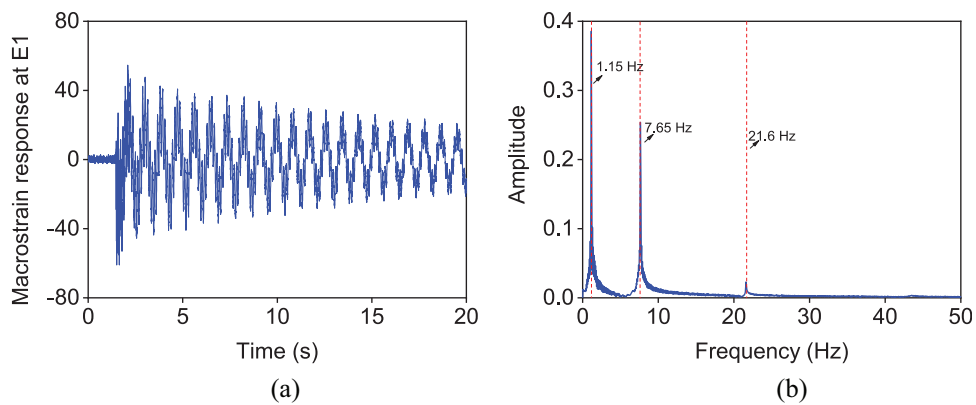 Macrostrain response at E1
80
40
0
-40
-80
0 5 10 15 20
Time (s)
(a)
Amplitude
0.4
0.3
0.2
0.1
0.0
1.15 Hz
7.65 Hz
21.6 Hz
0 10 20 30 40 50
Frequency (Hz)
(b)